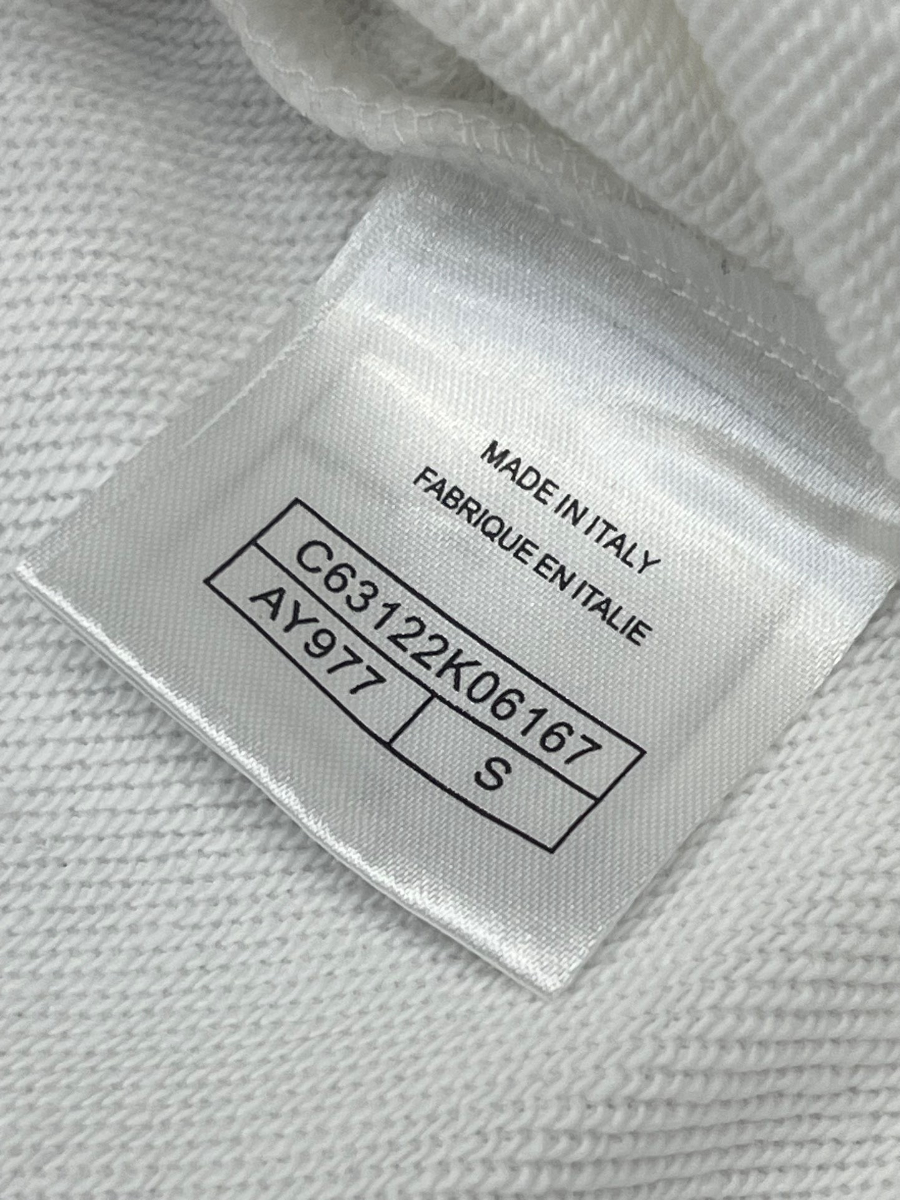 MADE IN ITALY
FABRIQUE EN ITALIE
C63122K06167
AY977 S